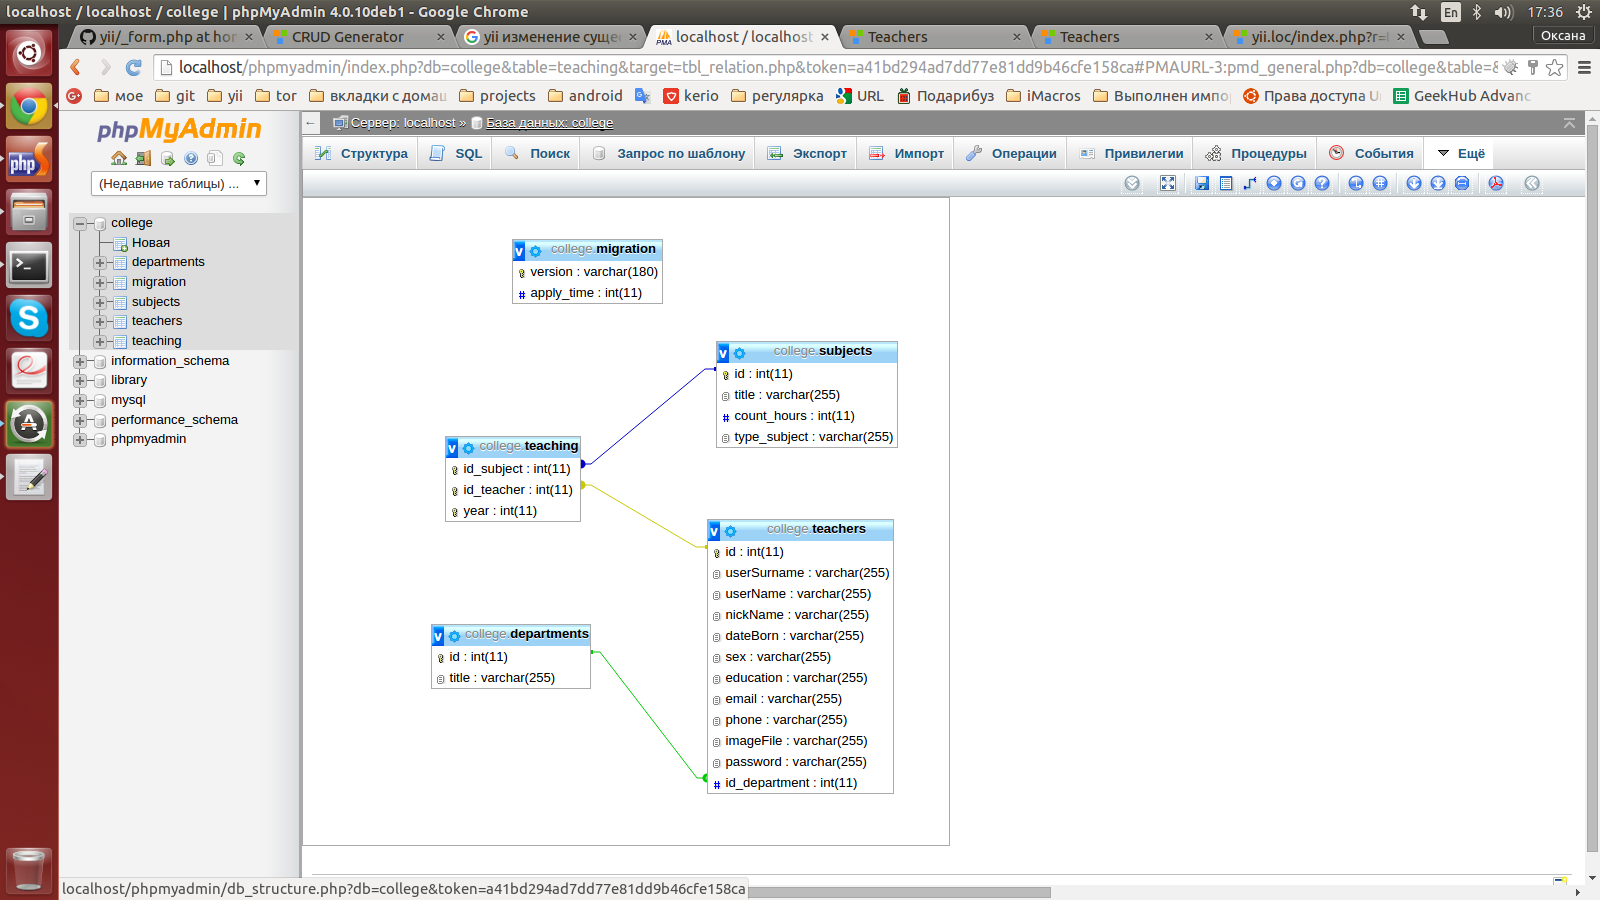 localhost / localhost / college | phpMyAdmin 4.0.10deb1 - Google Chrome
En
17:36
yii/_form.php at hom
CRUD Generator
yii изменение сущес
localhost / localhost
Teachers
Teachers
yii.loc/index.php?r=
Оксана
localhost/phpmyadmin/index.php?db=college&table=teaching&target=tbl_relation.php&token=a41bd294ad7dd77e81dd9b46cfe158ca#PMAURL-3:pmd_general.php?db=college&table=
мое
git
yii
tor
вкладки с домаш
projects
android
kerio
регулярка
URL
Подарибуз
iMacros
Выполнен импо
Права доступа U
GeekHub Advanc
phpMyAdmin
(Недавние таблицы) ...
college
Новая
departments
migration
subjects
teachers
teaching
information_schema
library
mysql
performance_schema
phpmyadmin
Сервер: localhost » База данных: college
Структура
SQL
Поиск
Запрос по шаблону
Экспорт
Импорт
Операции
Привилегии
Процедуры
События
Ещё
v college.migration
version : varchar(180)
# apply_time : int(11)
v college.subjects
id : int(11)
title : varchar(255)
# count_hours : int(11)
type_subject : varchar(255)
v college.teaching
id_subject : int(11)
id_teacher : int(11)
year : int(11)
v college.teachers
id : int(11)
userSurname : varchar(255)
userName : varchar(255)
nickName : varchar(255)
dateBorn : varchar(255)
sex : varchar(255)
education : varchar(255)
email : varchar(255)
phone : varchar(255)
imageFile : varchar(255)
password : varchar(255)
# id_department : int(11)
v college.departments
id : int(11)
title : varchar(255)
localhost/phpmyadmin/db_structure.php?db=college&token=a41bd294ad7dd77e81dd9b46cfe158ca